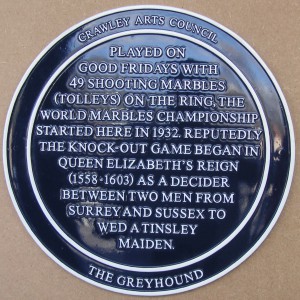 CRAWLEY ARTS COUNCIL
PLAYED ON
GOOD FRIDAYS WITH
49 SHOOTING MARBLES
(TOLLEYS) ON THE RING, THE
WORLD MARBLES CHAMPIONSHIP
STARTED HERE IN 1932. REPUTEDLY
THE KNOCK-OUT GAME BEGAN IN
QUEEN ELIZABETH'S REIGN
(1558-1603) AS A DECIDER
BETWEEN TWO MEN FROM
SURREY AND SUSSEX TO
WED A TINSLEY
MAIDEN.
THE GREYHOUND